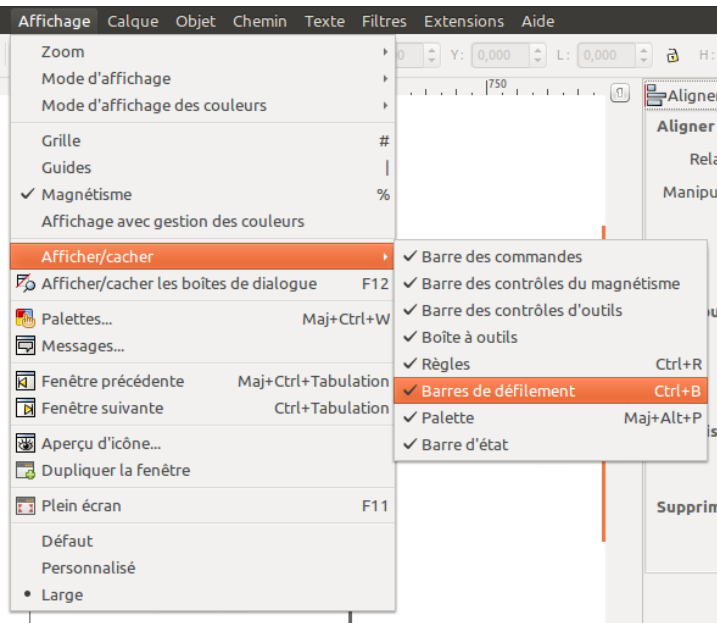 Affichage Calque Objet Chemin Texte Filtres Extensions Aide
Y: 0,000 L: 0,000 H:
750
Zoom
Mode d'affichage
Mode d'affichage des couleurs
Grille #
Guides |
Magnétisme %
Affichage avec gestion des couleurs
Afficher/cacher
Afficher/cacher les boîtes de dialogue F12
Palettes... Maj+Ctrl+W
Messages...
Fenêtre précédente Maj+Ctrl+Tabulation
Fenêtre suivante Ctrl+Tabulation
Aperçu d'icône...
Dupliquer la fenêtre
Plein écran F11
Défaut
Personnalisé
Large
Barre des commandes
Barre des contrôles du magnétisme
Barre des contrôles d'outils
Boîte à outils
Règles Ctrl+R
Barres de défilement Ctrl+B
Palette Maj+Alt+P
Barre d'état
Aligner
Aligner
Rela
Manipu
Supprim